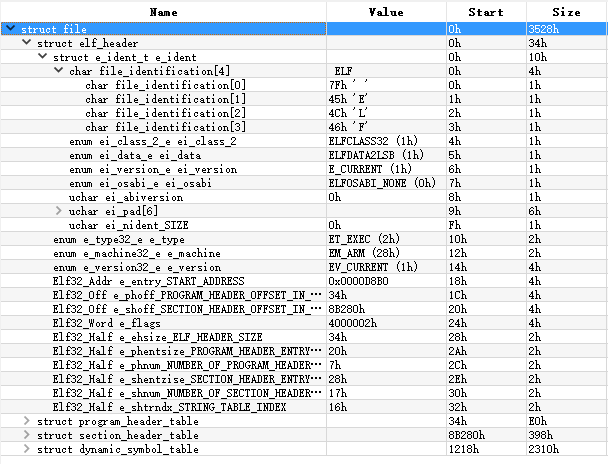 Name Value Start Size
struct file 0h 3528h
struct elf_header 0h 34h
struct e_ident_t e_ident 0h 10h
char file_identification[4] ELF 0h 4h
char file_identification[0] 7Fh ' ' 0h 1h
char file_identification[1] 45h 'E' 1h 1h
char file_identification[2] 4Ch 'L' 2h 1h
char file_identification[3] 46h 'F' 3h 1h
enum ei_class_2_e ei_class_2 ELFCLASS32 (1h) 4h 1h
enum ei_data_e ei_data ELFDATA2LSB (1h) 5h 1h
enum ei_version_e ei_version E_CURRENT (1h) 6h 1h
enum ei_osabi_e ei_osabi ELFOSABI_NONE (0h) 7h 1h
uchar ei_abiversion 0h 8h 1h
uchar ei_pad[6] 9h 6h
uchar ei_nident_SIZE 0h Fh 1h
enum e_type32_e e_type ET_EXEC (2h) 10h 2h
enum e_machine32_e e_machine EM_ARM (28h) 12h 2h
enum e_version32_e e_version EV_CURRENT (1h) 14h 4h
Elf32_Addr e_entry_START_ADDRESS 0x0000D8B0 18h 4h
Elf32_Off e_phoff_PROGRAM_HEADER_OFFSET_IN_... 34h 1Ch 4h
Elf32_Off e_shoff_SECTION_HEADER_OFFSET_IN_... 8B280h 20h 4h
Elf32_Word e_flags 4000002h 24h 4h
Elf32_Half e_ehsize_ELF_HEADER_SIZE 34h 28h 2h
Elf32_Half e_phentsize_PROGRAM_HEADER_ENTRY... 20h 2Ah 2h
Elf32_Half e_phnum_NUMBER_OF_PROGRAM_HEADER... 7h 2Ch 2h
Elf32_Half e_shentsize_SECTION_HEADER_ENTRY... 28h 2Eh 2h
Elf32_Half e_shnum_NUMBER_OF_SECTION_HEADER... 17h 30h 2h
Elf32_Half e_shtrndx_STRING_TABLE_INDEX 16h 32h 2h
struct program_header_table 34h E0h
struct section_header_table 8B280h 398h
struct dynamic_symbol_table 1218h 2310h